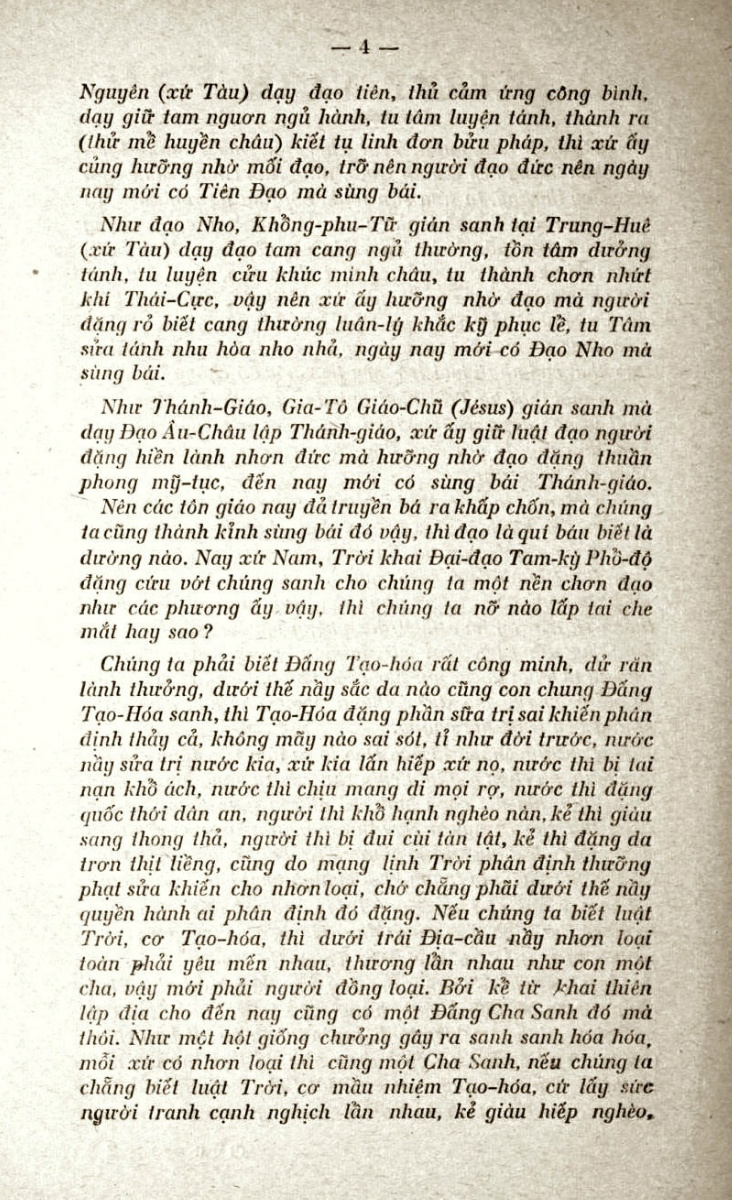 — 4 —
Nguyên (xứ Tàu) dạy đạo tiên, thủ cảm ứng công bình,
dạy giữ tam nguơn ngủ hành, tu tâm luyện tánh, thành ra
(thử mề huyền châu) kiết tụ linh đơn bửu pháp, thì xứ ấy
củng hưỡng nhờ mối đạo, trỡ nên người đạo đức nên ngày
nay mới có Tiên Đạo mà sùng bái.
Như đạo Nho, Khồng-phu-Tữ gián sanh tại Trung-Huê
(xứ Tàu) dạy đạo tam cang ngủ thường, tồn tâm dưởng
tánh, tu luyện cửu khúc minh châu, tu thành chơn nhứt
khí Thái-Cực, vậy nên xứ ấy hưỡng nhờ đạo mà người
đặng rỏ biết cang thường luân-lý khắc kỹ phục lề, tu Tâm
sửa tánh nhu hòa nho nhả, ngày nay mới có Đạo Nho mà
sùng bái.
Như Thánh-Giáo, Gia-Tô Giáo-Chũ (Jésus) gián sanh mà
dạy Đạo Âu-Châu lập Thánh-giáo, xứ ấy giữ luật đạo người
đặng hiền lành nhơn đức mà hưỡng nhờ đạo đặng thuần
phong mỹ-tục, đến nay mới có sùng bái Thánh-giáo.
Nên các tôn giáo nay đả truyền bá ra khấp chốn, mà chúng
ta cũng thành kỉnh sùng bái đó vậy, thì đạo là quí báu biết là
dường nào. Nay xứ Nam, Trời khai Đại-đạo Tam-kỳ Phồ-độ
đặng cứu vớt chúng sanh cho chúng ta một nền chơn đạo
như các phương ấy vậy, thì chúng ta nỡ nào lấp tai che
mắt hay sao ?
Chúng ta phải biết Đấng Tạo-hóa rất công minh, dử răn
lành thưởng, dưới thế nầy sắc da nào cũng con chung Đấng
Tạo-Hóa sanh, thì Tạo-Hóa đặng phần sữa trị sai khiến phân
định thảy cả, không mãy nào sai sót, tỉ như đời trước, nước
nầy sửa trị nước kia, xứ kia lấn hiếp xứ nọ, nước thì bị tai
nạn khồ ách, nước thì chịu mang di mọi rợ, nước thì đặng
quốc thới dân an, người thì khồ hạnh nghèo nàn, kẻ thì giàu
sang thong thả, người thì bị đui cùi tàn tật, kẻ thì đặng da
trơn thịt liềng, cũng do mạng lịnh Trời phân định thưỡng
phạt sửa khiến cho nhơn loại, chớ chẳng phãi dưới thế nầy
quyền hành ai phân định đó đặng. Nếu chúng ta biết luật
Trời, cơ Tạo-hóa, thì dưới trái Địa-cầu nầy nhơn loại
toàn phải yêu mến nhau, thương lần nhau như con một
cha, vậy mới phải người đồng loại. Bởi kề từ khai thiên
lập địa cho đến nay cũng có một Đấng Cha Sanh đó mà
thôi. Như một hột giống chưởng gây ra sanh sanh hóa hóa,
mỗi xứ có nhơn loại thì cũng một Cha Sanh, nếu chúng ta
chẵng biết luật Trời, cơ mầu nhiệm Tạo-hóa, cứ lấy sức
người tranh cạnh nghịch lần nhau, kẻ giàu hiếp nghèo,